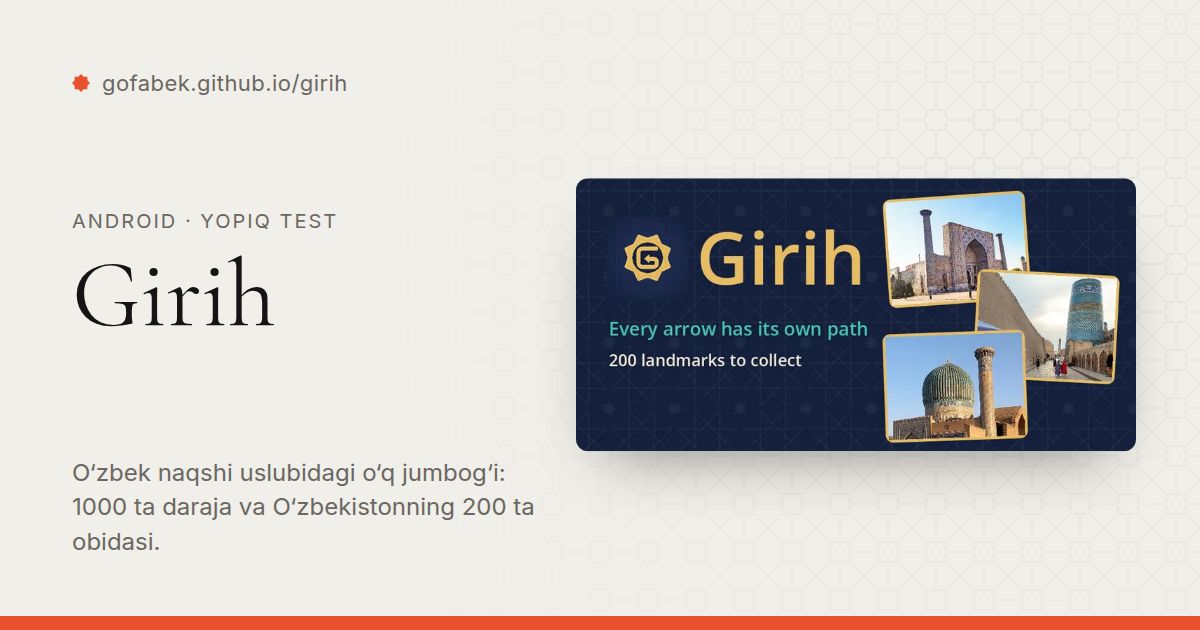 gofabek.github.io/girih
ANDROID · YOPIQ TEST
Girih
Oʻzbek naqshi uslubidagi oʻq jumbogʻi:
1000 ta daraja va Oʻzbekistonning 200 ta
obidasi.
G
Girih
Every arrow has its own path
200 landmarks to collect